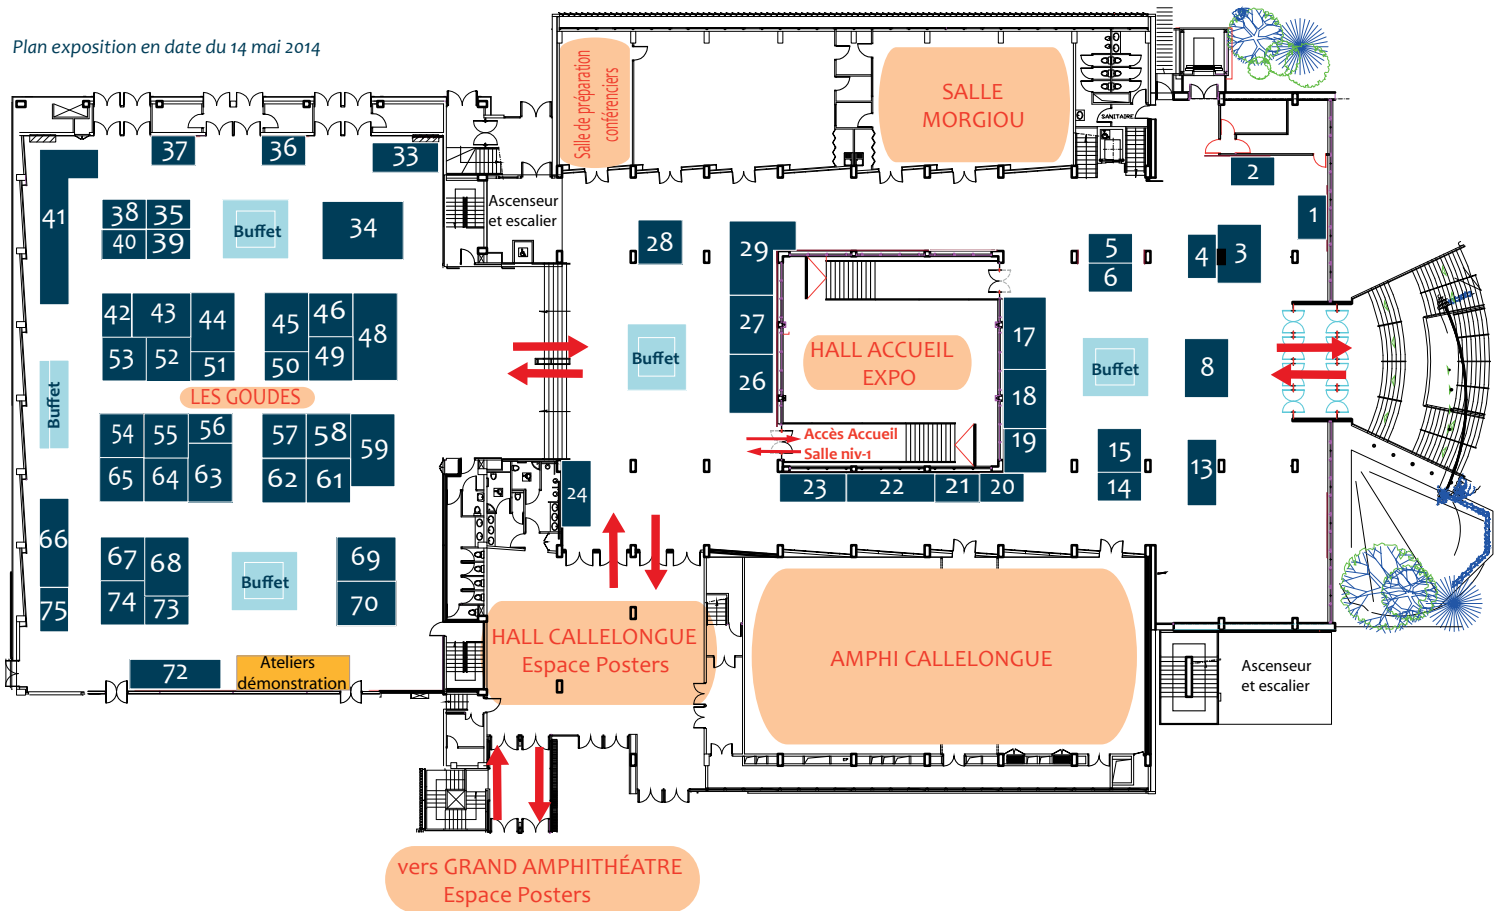 Plan exposition en date du 14 mai 2014
Salle de préparation
conférenciers
SALLE
MORGIOU
SANITAIRE
37
36
33
2
1
41
38
35
40
39
Buffet
34
Ascenseur
et escalier
28
29
5
6
4
3
42
43
44
45
46
48
53
52
51
50
49
27
26
Buffet
HALL ACCUEIL
EXPO
17
18
19
Buffet
8
Buffet
LES GOUDES
54
55
56
57
58
59
65
64
63
62
61
Accès Accueil
Salle niv-1
15
14
13
24
23
22
21
20
66
75
67
68
74
73
Buffet
69
70
72
Ateliers
démonstration
HALL CALLELONGUE
Espace Posters
AMPHI CALLELONGUE
Ascenseur
et escalier
vers GRAND AMPHITHÉATRE
Espace Posters